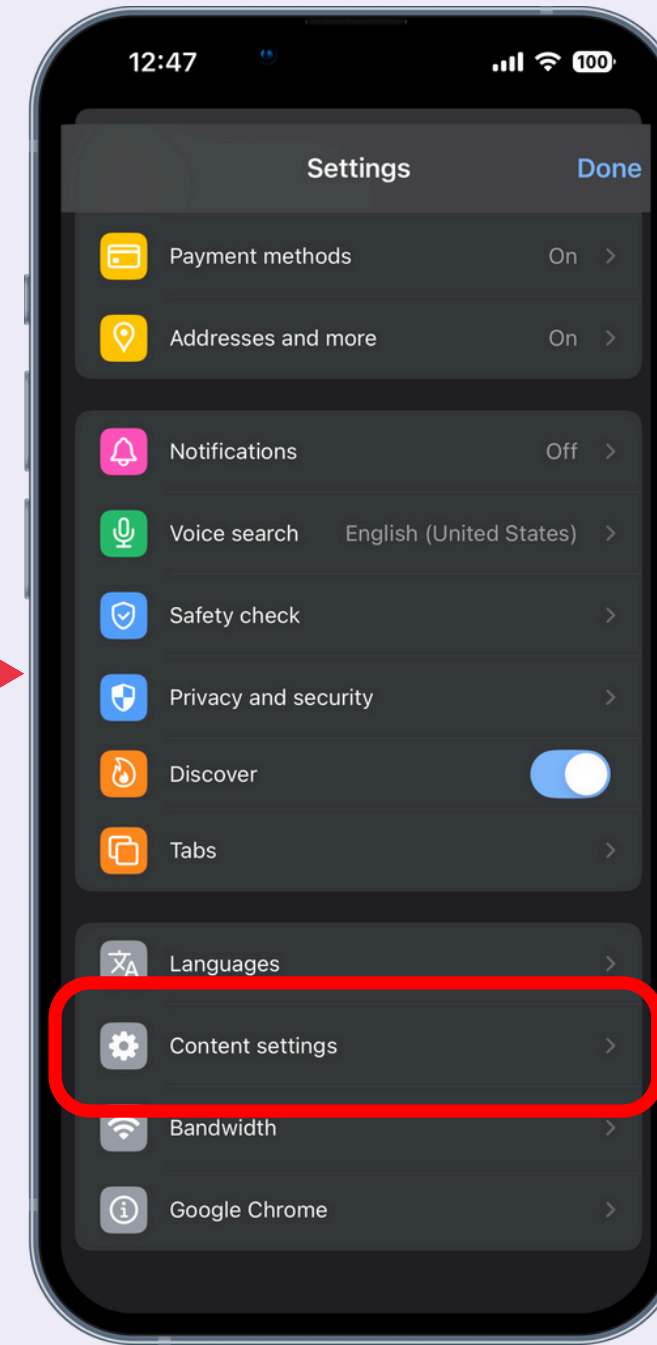 12:47 100
Settings Done
Payment methods On
Addresses and more On
Notifications Off
Voice search English (United States)
Safety check
Privacy and security
Discover
Tabs
Languages
Content settings
Bandwidth
Google Chrome